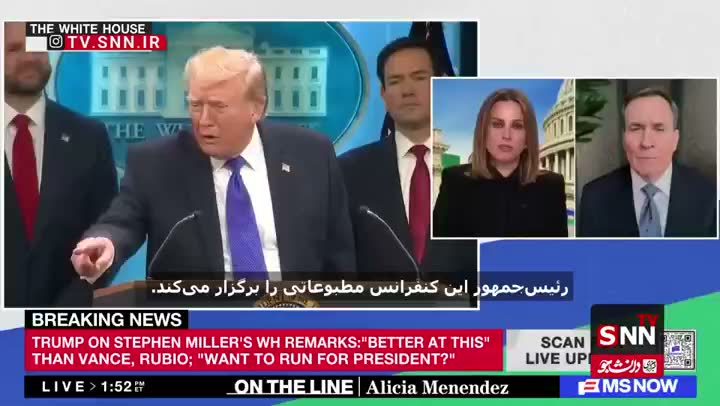 THE WHITE HOUSE
TV.SNN.IR
رئیس‌جمهور این کنفرانس مطبوعاتی را برگزار می‌کند.
BREAKING NEWS
TRUMP ON STEPHEN MILLER'S WH REMARKS:"BETTER AT THIS"
THAN VANCE, RUBIO; "WANT TO RUN FOR PRESIDENT?"
SCAN
LIVE UP
SNN TV
دانشجو
LIVE > 1:52 PM ET
ON THE LINE | Alicia Menendez
MS NOW